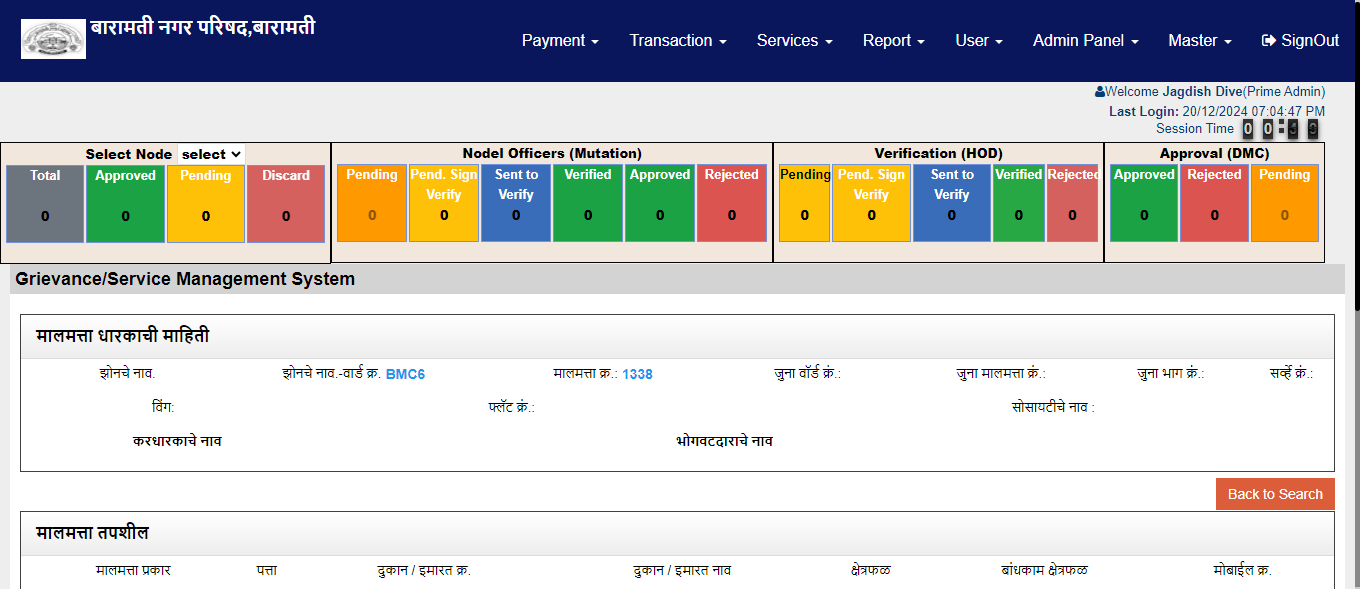 बारामती नगर परिषद,बारामती
Payment Transaction Services Report User Admin Panel Master SignOut
Welcome Jagdish Dive(Prime Admin)
Last Login: 20/12/2024 07:04:47 PM
Session Time 0 0 :
Select Node select
Total Approved Pending Discard
0 0 0 0
Nodel Officers (Mutation)
Pending Pend. Sign Verify Sent to Verify Verified Approved Rejected
0 0 0 0 0 0
Verification (HOD)
Pending Pend. Sign Verify Sent to Verify Verified Rejected
0 0 0 0 0
Approval (DMC)
Approved Rejected Pending
0 0 0
Grievance/Service Management System
मालमत्ता धारकाची माहिती
झोनचे नाव. झोनचे नाव.-वार्ड क्र. BMC6 मालमत्ता क्र.: 1338 जुना वॉर्ड क्रं.: जुना मालमत्ता क्रं.: जुना भाग क्रं.: सर्व्हे क्रं.:
विंग: फ्लॅट क्रं.: सोसायटीचे नाव :
करधारकाचे नाव भोगवटदाराचे नाव
Back to Search
मालमत्ता तपशील
मालमत्ता प्रकार पत्ता दुकान / इमारत क्र. दुकान / इमारत नाव क्षेत्रफळ बांधकाम क्षेत्रफळ मोबाईल क्र.